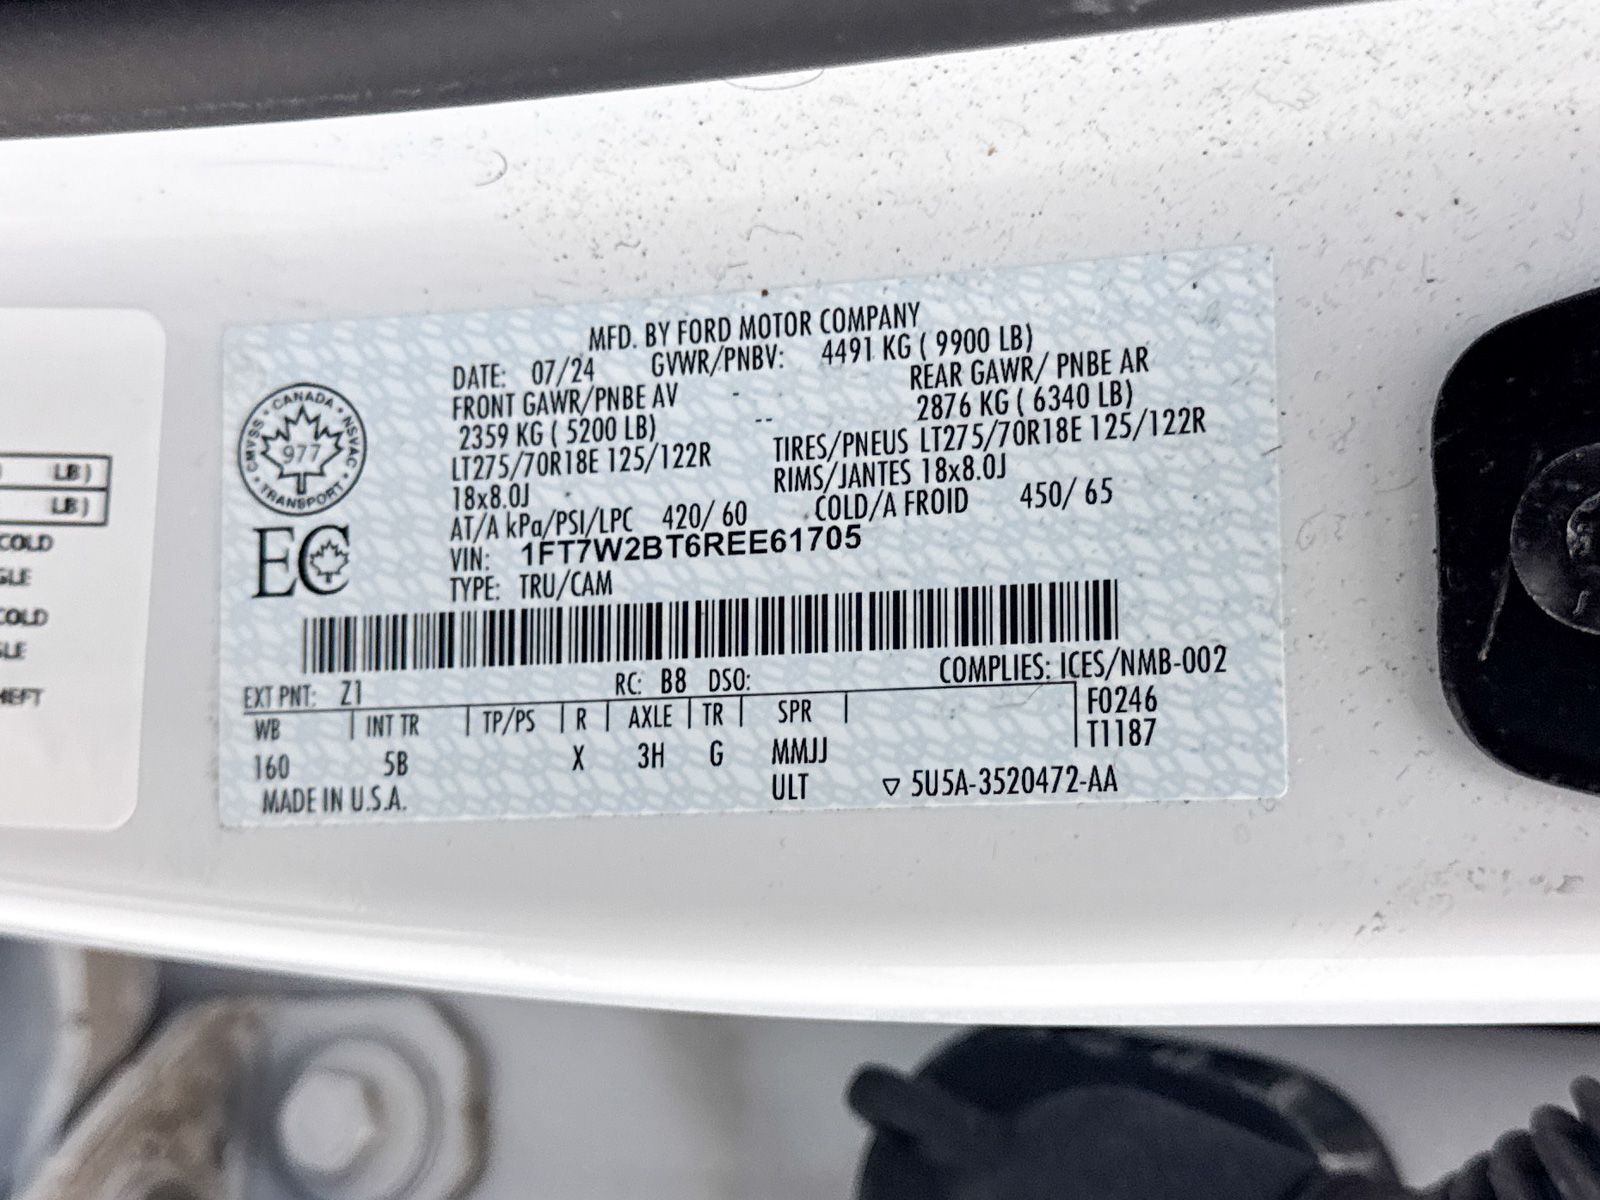 MFD. BY FORD MOTOR COMPANY
DATE: 07/24 GVWR/PNBV: 4491 KG ( 9900 LB)
FRONT GAWR/PNBE AV - REAR GAWR/ PNBE AR
2359 KG ( 5200 LB) -- 2876 KG ( 6340 LB)
LT275/70R18E 125/122R TIRES/PNEUS LT275/70R18E 125/122R
18x8.0J RIMS/JANTES 18x8.0J
AT/A kPa/PSI/LPC 420/ 60 COLD/A FROID 450/ 65
VIN: 1FT7W2BT6REE61705
TYPE: TRU/CAM
CANADA
CMVSS NSVAC
977
TRANSPORT
EC
COMPLIES: ICES/NMB-002
EXT PNT: Z1 RC: B8 DSO:
WB | INT TR | TP/PS | R | AXLE | TR | SPR | F0246
T1187
160 5B X 3H G MMJJ
ULT ▽ 5U5A-3520472-AA
MADE IN U.S.A.
LB)
LB)
COLD
COLD